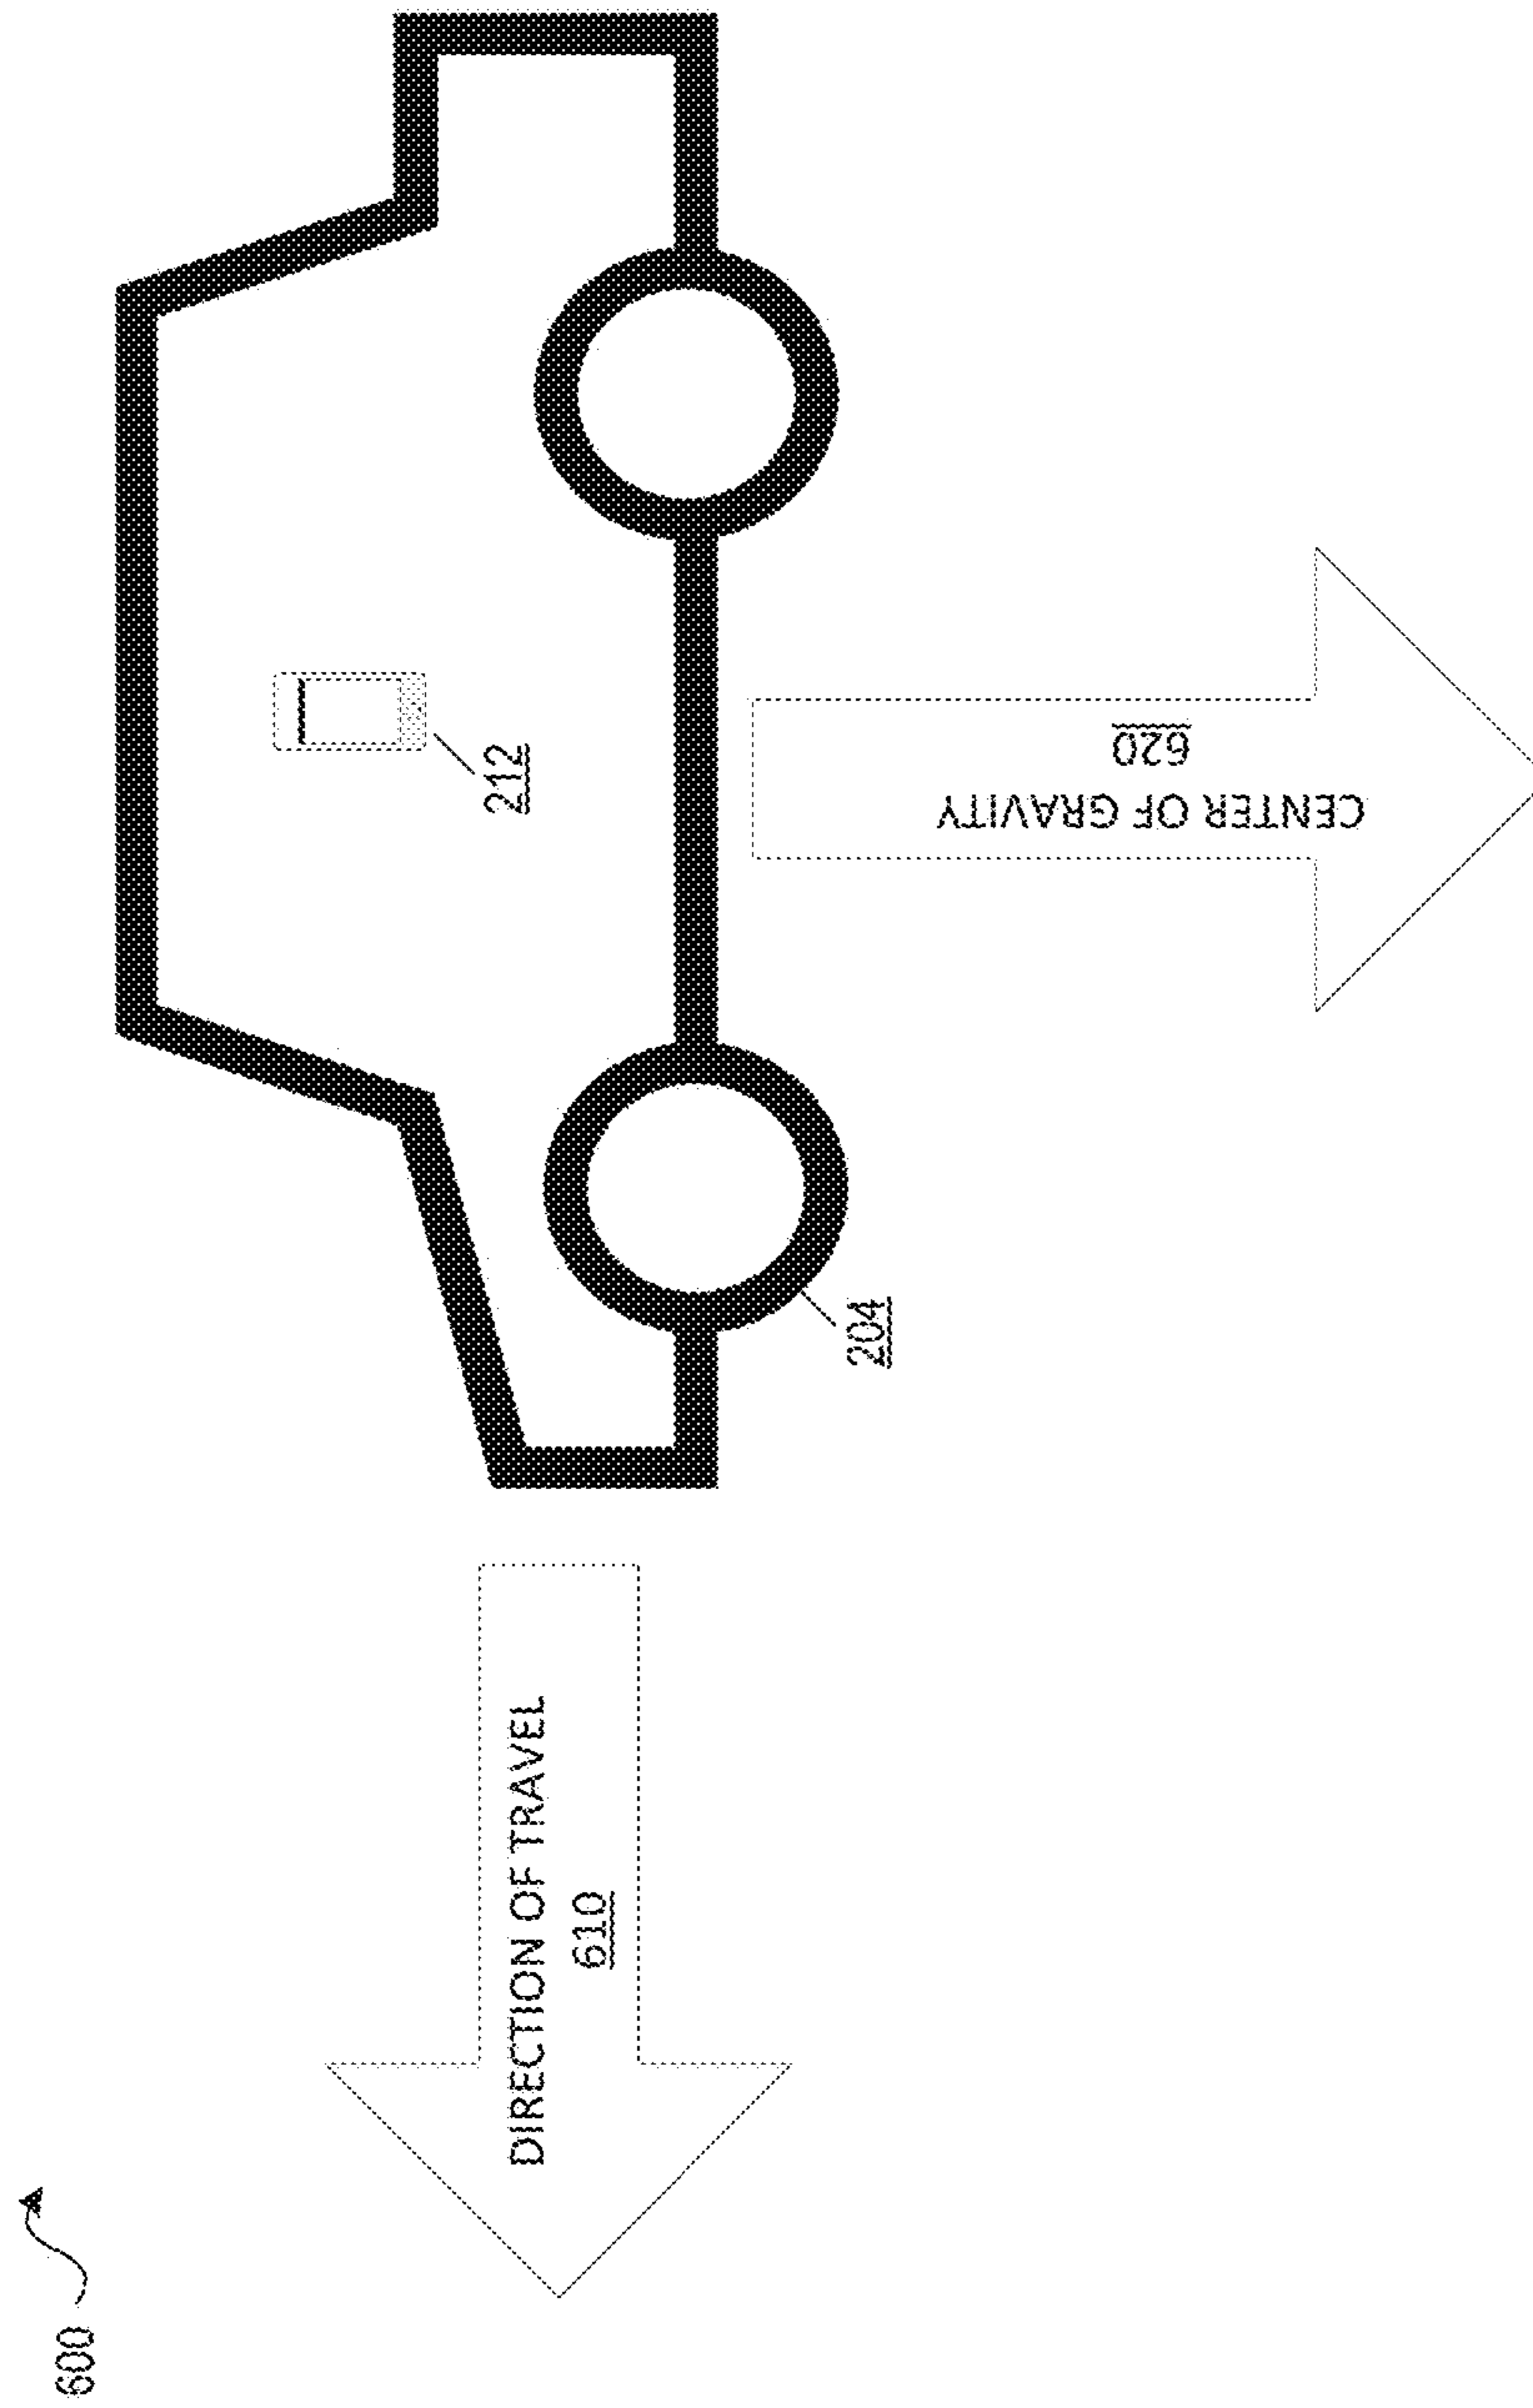 600
DIRECTION OF TRAVEL
610
204
212
CENTER OF GRAVITY
620